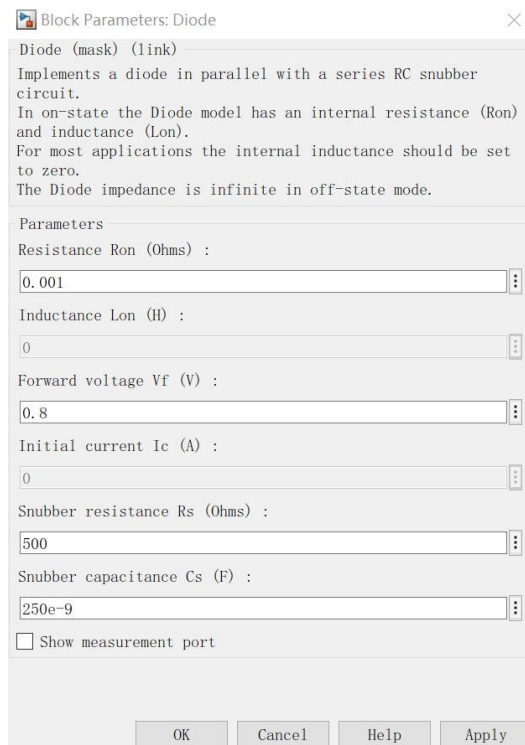 Block Parameters: Diode
Diode (mask) (link)
Implements a diode in parallel with a series RC snubber
circuit.
In on-state the Diode model has an internal resistance (Ron)
and inductance (Lon).
For most applications the internal inductance should be set
to zero.
The Diode impedance is infinite in off-state mode.
Parameters
Resistance Ron (Ohms) :
0.001
Inductance Lon (H) :
0
Forward voltage Vf (V) :
0.8
Initial current Ic (A) :
0
Snubber resistance Rs (Ohms) :
500
Snubber capacitance Cs (F) :
250e-9
Show measurement port
OK Cancel Help Apply